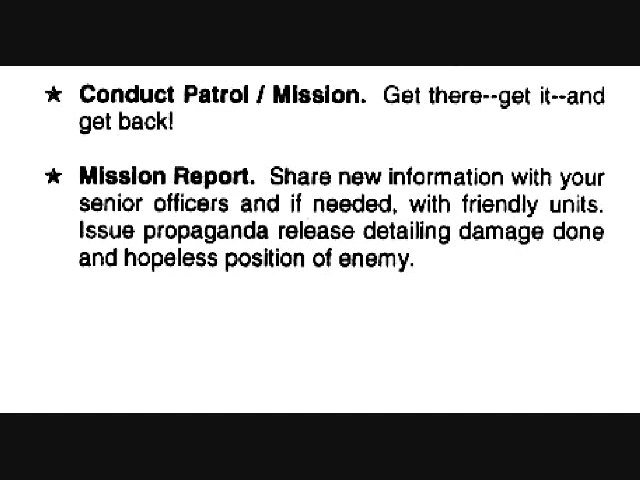 ★ Conduct Patrol / Mission. Get there--get it--and
get back!
★ Mission Report. Share new information with your
senior officers and if needed, with friendly units.
Issue propaganda release detailing damage done
and hopeless position of enemy.